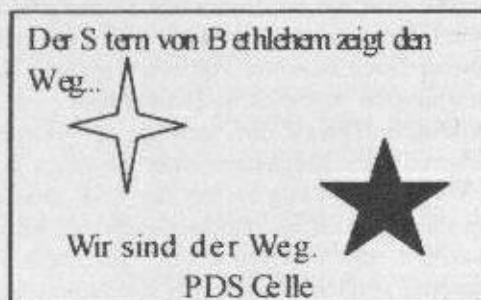 Der Stern von Bethlehem zeigt den
Weg...
Wir sind der Weg.
PDS Celle